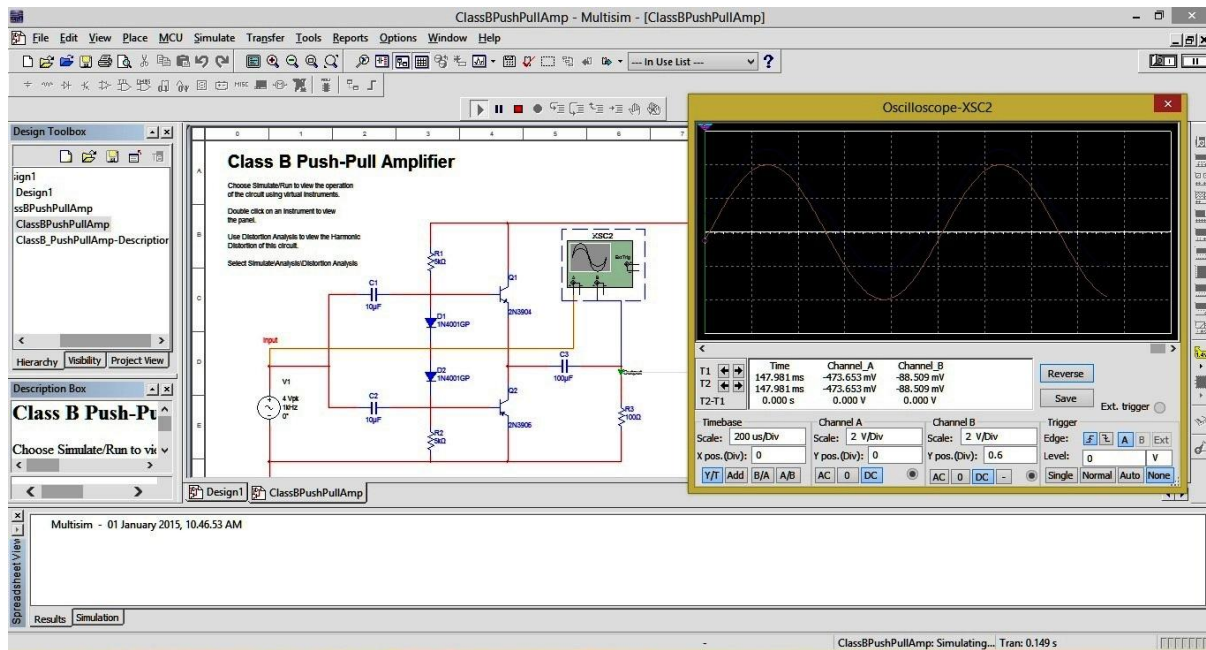 ClassBPushPullAmp - Multisim - [ClassBPushPullAmp]
File Edit View Place MCU Simulate Transfer Tools Reports Options Window Help
--- In Use List ---
Design Toolbox
ign1
Design1
ssBPushPullAmp
ClassBPushPullAmp
ClassB_PushPullAmp-Description
Hierarchy Visibility Project View
Description Box
Class B Push-Pu
Choose Simulate/Run to vi
0 1 2 3 4 5 6 7
A
B
C
D
E
Class B Push-Pull Amplifier
Choose Simulate/Run to view the operation
of the circuit using virtual instruments.
Double click on an instrument to view
the panel.
Use Distortion Analysis to view the Harmonic
Distortion of this circuit.
Select Simulate\Analysis\Distortion Analysis
R1
5kΩ
C1
10µF
Q1
2N3904
D1
1N4001GP
Input
V1
4 Vpk
1kHz
0°
D2
1N4001GP
C2
10µF
Q2
2N3906
R2
5kΩ
C3
100µF
Output
R3
100Ω
XSC2
Ext Trig
A B
Design1 ClassBPushPullAmp
Oscilloscope-XSC2
Time Channel_A Channel_B
T1 147.981 ms -473.653 mV -88.509 mV
T2 147.981 ms -473.653 mV -88.509 mV
T2-T1 0.000 s 0.000 V 0.000 V
Reverse
Save
Ext. trigger
Timebase
Scale: 200 us/Div
X pos.(Div): 0
Y/T Add B/A A/B
Channel A
Scale: 2 V/Div
Y pos.(Div): 0
AC 0 DC
Channel B
Scale: 2 V/Div
Y pos.(Div): 0.6
AC 0 DC -
Trigger
Edge: A B Ext
Level: 0 V
Single Normal Auto None
Spreadsheet View
Multisim - 01 January 2015, 10.46.53 AM
Results Simulation
- ClassBPushPullAmp: Simulating... Tran: 0.149 s